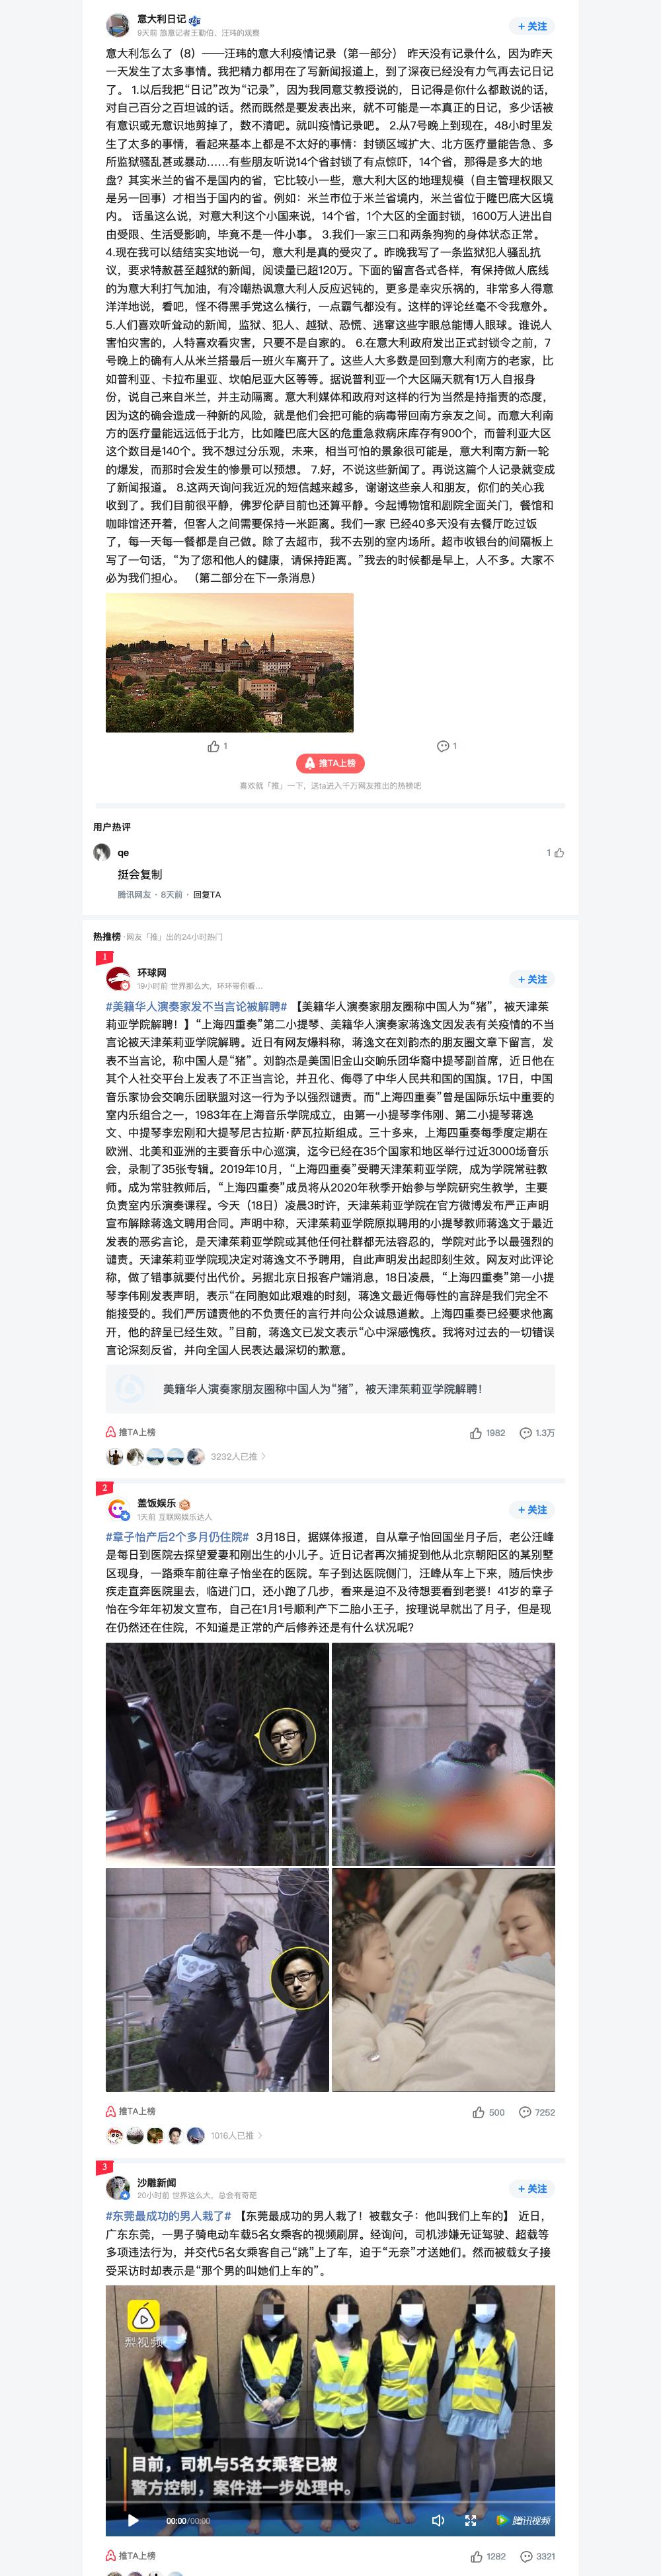 意大利日记
+ 关注
9天前 旅意记者王勤伯、汪玮的观察
意大利怎么了（8）——汪玮的意大利疫情记录（第一部分） 昨天没有记录什么，因为昨天
一天发生了太多事情。我把精力都用在了写新闻报道上，到了深夜已经没有力气再去记日记
了。 1.以后我把“日记”改为“记录”，因为我同意艾教授说的，日记得是你什么都敢说的话，
对自己百分之百坦诚的话。然而既然是要发表出来，就不可能是一本真正的日记，多少话被
有意识或无意识地剪掉了，数不清吧。就叫疫情记录吧。 2.从7号晚上到现在，48小时里发
生了太多的事情，看起来基本上都是不太好的事情：封锁区域扩大、北方医疗量能告急、多
所监狱骚乱甚或暴动……有些朋友听说14个省封锁了有点惊吓，14个省，那得是多大的地
盘？其实米兰的省不是国内的省，它比较小一些，意大利大区的地理规模（自主管理权限又
是另一回事）才相当于国内的省。例如：米兰市位于米兰省境内，米兰省位于隆巴底大区境
内。 话虽这么说，对意大利这个小国来说，14个省，1个大区的全面封锁，1600万人进出自
由受限、生活受影响，毕竟不是一件小事。 3.我们一家三口和两条狗狗的身体状态正常。
4.现在我可以结结实实地说一句，意大利是真的受灾了。昨晚我写了一条监狱犯人骚乱抗
议，要求特赦甚至越狱的新闻，阅读量已超120万。下面的留言各式各样，有保持做人底线
的为意大利打气加油，有冷嘲热讽意大利人反应迟钝的，更多是幸灾乐祸的，非常多人得意
洋洋地说，看吧，怪不得黑手党这么横行，一点霸气都没有。这样的评论丝毫不令我意外。
5.人们喜欢听耸动的新闻，监狱、犯人、越狱、恐慌、逃窜这些字眼总能博人眼球。谁说人
害怕灾害的，人特喜欢看灾害，只要不是自家的。 6.在意大利政府发出正式封锁令之前，7
号晚上的确有人从米兰搭最后一班火车离开了。这些人大多数是回到意大利南方的老家，比
如普利亚、卡拉布里亚、坎帕尼亚大区等等。据说普利亚一个大区隔天就有1万人自报身
份，说自己来自米兰，并主动隔离。意大利媒体和政府对这样的行为当然是持指责的态度，
因为这的确会造成一种新的风险，就是他们会把可能的病毒带回南方亲友之间。而意大利南
方的医疗量能远远低于北方，比如隆巴底大区的危重急救病床库存有900个，而普利亚大区
这个数目是140个。我不想过分乐观，未来，相当可怕的景象很可能是，意大利南方新一轮
的爆发，而那时会发生的惨景可以预想。 7.好，不说这些新闻了。再说这篇个人记录就变成
了新闻报道。 8.这两天询问我近况的短信越来越多，谢谢这些亲人和朋友，你们的关心我
收到了。我们目前很平静，佛罗伦萨目前也还算平静。今起博物馆和剧院全面关门，餐馆和
咖啡馆还开着，但客人之间需要保持一米距离。我们一家 已经40多天没有去餐厅吃过饭
了，每一天每一餐都是自己做。除了去超市，我不去别的室内场所。超市收银台的间隔板上
写了一句话，“为了您和他人的健康，请保持距离。”我去的时候都是早上，人不多。大家不
必为我们担心。 （第二部分在下一条消息）
1
1
推TA上榜
喜欢就「推」一下，送ta进入千万网友推出的热榜吧
用户热评
qe
1
挺会复制
腾讯网友 · 8天前 · 回复TA
热推榜 · 网友「推」出的24小时热门
1
环球网
+ 关注
19小时前 世界那么大，环环带你看...
#美籍华人演奏家发不当言论被解聘# 【美籍华人演奏家朋友圈称中国人为“猪”，被天津茱
莉亚学院解聘！】“上海四重奏”第二小提琴、美籍华人演奏家蒋逸文因发表有关疫情的不当
言论被天津茱莉亚学院解聘。近日有网友爆料称，蒋逸文在刘韵杰的朋友圈文章下留言，发
表不当言论，称中国人是“猪”。刘韵杰是美国旧金山交响乐团华裔中提琴副首席，近日他在
其个人社交平台上发表了不正当言论，并丑化、侮辱了中华人民共和国的国旗。17日，中国
音乐家协会交响乐团联盟对这一行为予以强烈谴责。而“上海四重奏”曾是国际乐坛中重要的
室内乐组合之一，1983年在上海音乐学院成立，由第一小提琴李伟刚、第二小提琴蒋逸
文、中提琴李宏刚和大提琴尼古拉斯·萨瓦拉斯组成。三十多来，上海四重奏每季度定期在
欧洲、北美和亚洲的主要音乐中心巡演，迄今已经在35个国家和地区举行过近3000场音乐
会，录制了35张专辑。2019年10月，“上海四重奏”受聘天津茱莉亚学院，成为学院常驻教
师。成为常驻教师后，“上海四重奏”成员将从2020年秋季开始参与学院研究生教学，主要
负责室内乐演奏课程。今天（18日）凌晨3时许，天津茱莉亚学院在官方微博发布严正声明
宣布解除蒋逸文聘用合同。声明中称，天津茱莉亚学院原拟聘用的小提琴教师蒋逸文于最近
发表的恶劣言论，是天津茱莉亚学院或其他任何社群都无法容忍的，学院对此予以最强烈的
谴责。天津茱莉亚学院现决定对蒋逸文不予聘用，自此声明发出起即刻生效。网友对此评论
称，做了错事就要付出代价。另据北京日报客户端消息，18日凌晨，“上海四重奏”第一小提
琴李伟刚发表声明，表示“在同胞如此艰难的时刻，蒋逸文最近侮辱性的言辞是我们完全不
能接受的。我们严厉谴责他的不负责任的言行并向公众诚恳道歉。上海四重奏已经要求他离
开，他的辞呈已经生效。”目前，蒋逸文已发文表示“心中深感愧疚。我将对过去的一切错误
言论深刻反省，并向全国人民表达最深切的歉意。
美籍华人演奏家朋友圈称中国人为“猪”，被天津茱莉亚学院解聘！
推TA上榜
1982
1.3万
3232人已推
2
盖饭娱乐
+ 关注
1天前 互联网娱乐达人
#章子怡产后2个多月仍住院# 3月18日，据媒体报道，自从章子怡回国坐月子后，老公汪峰
是每日到医院去探望爱妻和刚出生的小儿子。近日记者再次捕捉到他从北京朝阳区的某别墅
区现身，一路乘车前往章子怡坐在的医院。车子到达医院侧门，汪峰从车上下来，随后快步
疾走直奔医院里去，临进门口，还小跑了几步，看来是迫不及待想要看到老婆！41岁的章子
怡在今年年初发文宣布，自己在1月1号顺利产下二胎小王子，按理说早就出了月子，但是现
在仍然还在住院，不知道是正常的产后修养还是有什么状况呢？
推TA上榜
500
7252
1016人已推
3
沙雕新闻
+ 关注
20小时前 世界这么大，总会有奇葩
#东莞最成功的男人栽了# 【东莞最成功的男人栽了！被载女子：他叫我们上车的】 近日，
广东东莞，一男子骑电动车载5名女乘客的视频刷屏。经询问，司机涉嫌无证驾驶、超载等
多项违法行为，并交代5名女乘客自己“跳”上了车，迫于“无奈”才送她们。然而被载女子接
受采访时却表示是“那个男的叫她们上车的”。
梨视频
目前，司机与5名女乘客已被
警方控制，案件进一步处理中。
00:00/00:00
腾讯视频
推TA上榜
1282
3321